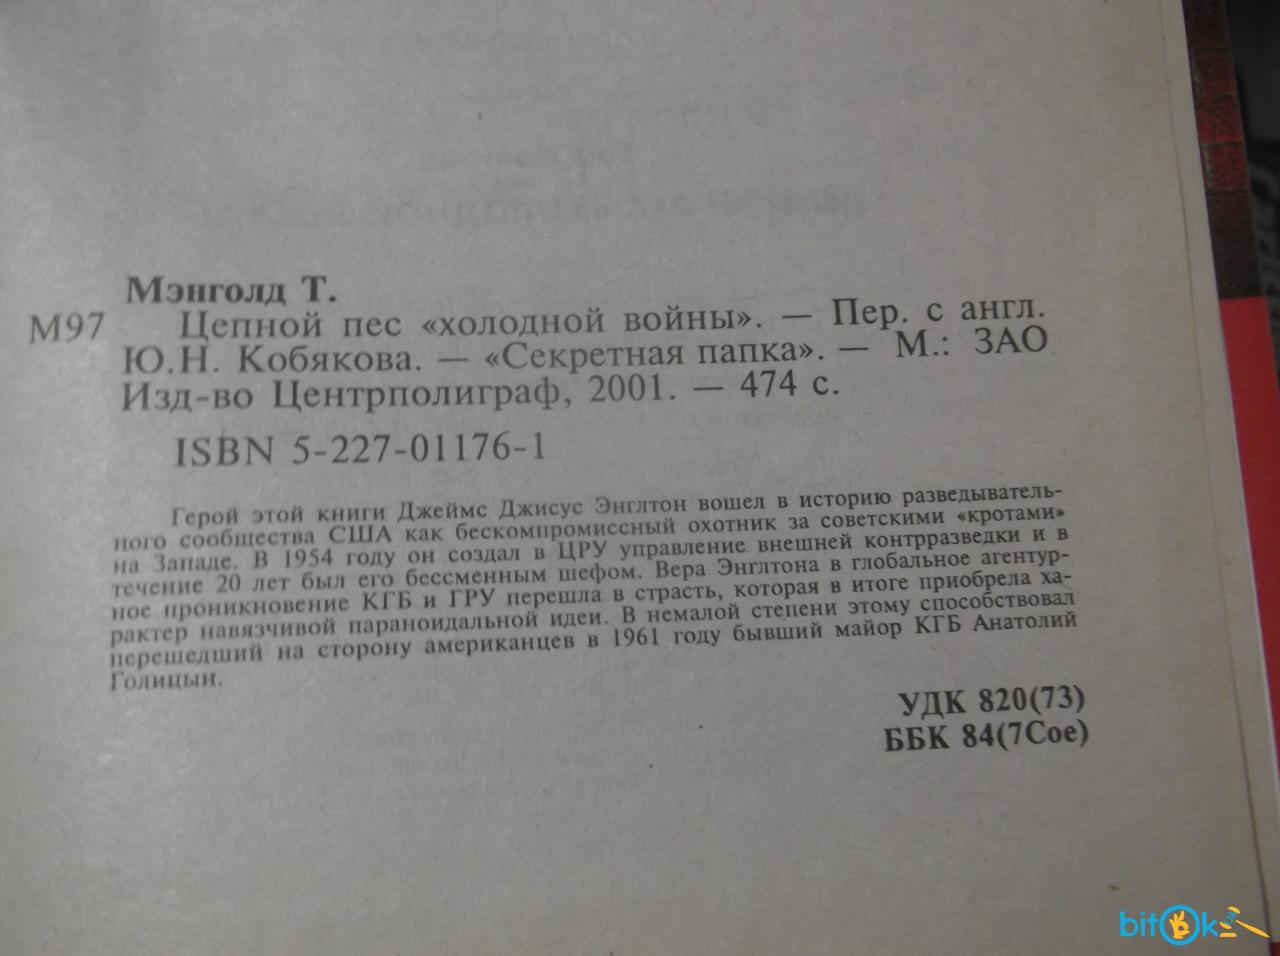 Мэнголд Т.
М97 Цепной пес «холодной войны». — Пер. с англ.
Ю.Н. Кобякова. — «Секретная папка». — М.: ЗАО
Изд-во Центрполиграф, 2001. — 474 с.
ISBN 5-227-01176-1
Герой этой книги Джеймс Джисус Энглтон вошел в историю разведыватель-
ного сообщества США как бескомпромиссный охотник за советскими «кротами»
на Западе. В 1954 году он создал в ЦРУ управление внешней контрразведки и в
течение 20 лет был его бессменным шефом. Вера Энглтона в глобальное агентур-
ное проникновение КГБ и ГРУ перешла в страсть, которая в итоге приобрела ха-
рактер навязчивой параноидальной идеи. В немалой степени этому способствовал
перешедший на сторону американцев в 1961 году бывший майор КГБ Анатолий
Голицын.
УДК 820(73)
ББК 84(7Сое)
bitok